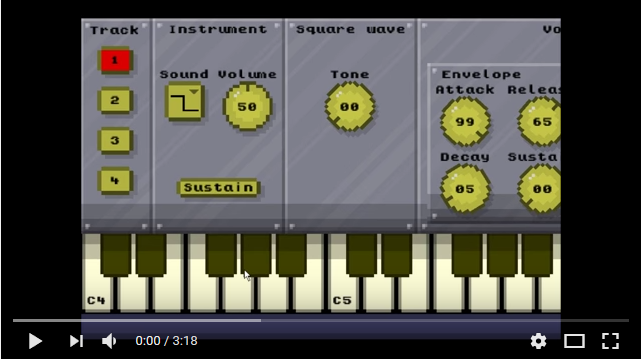 Track Instrument Square wave Vo
1 Sound Volume Tone Envelope
Attack Releas
2 50 00 99 65
3 Decay Susta
4 Sustain 05 00
C4 C5
0:00 / 3:18